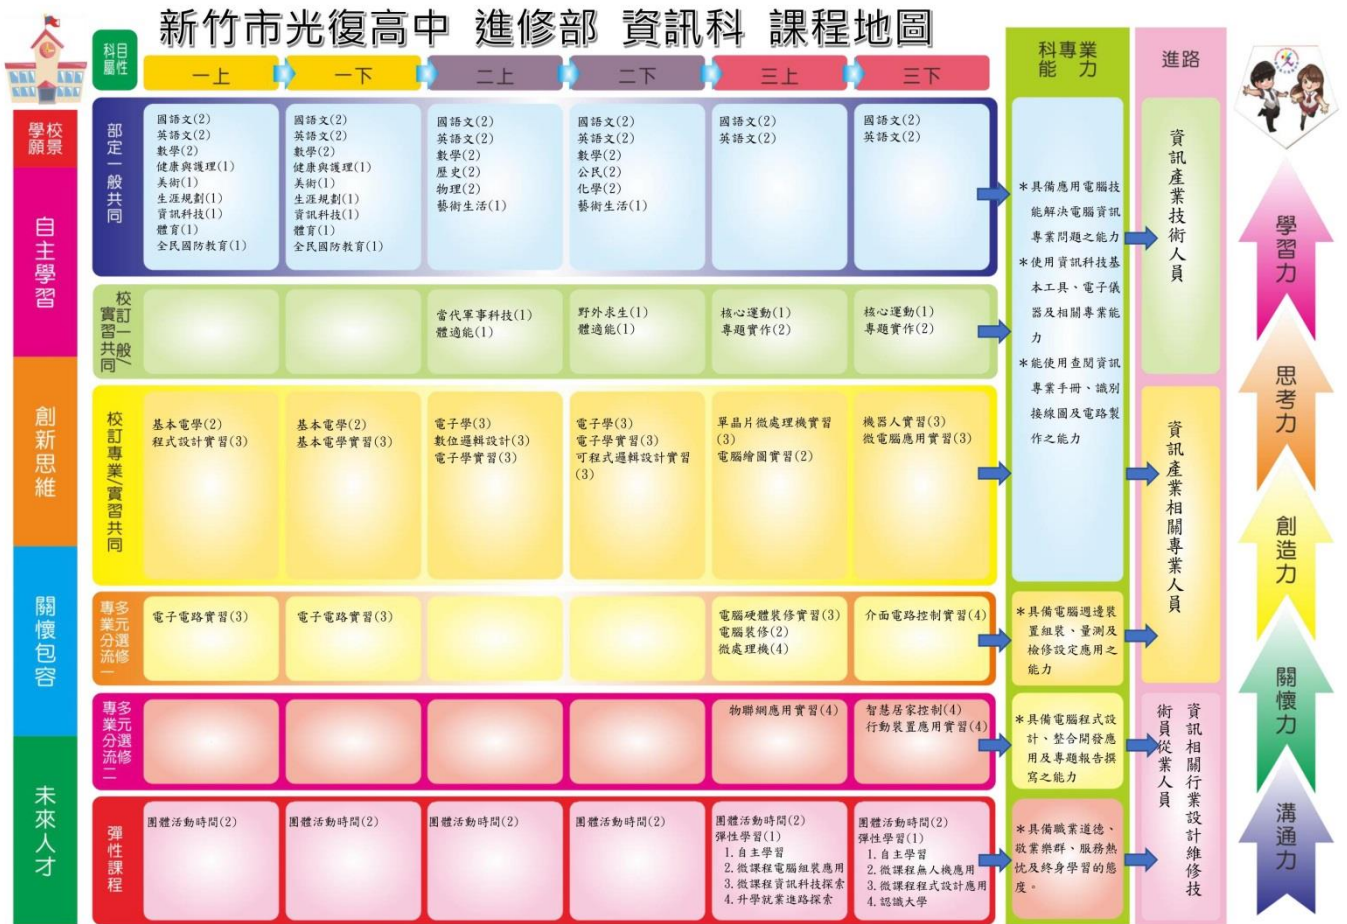 新竹市光復高中 進修部 資訊科 課程地圖
科目
屬性
一上
一下
二上
二下
三上
三下
科專業
能 力
進路
學校
願景
自主學習
創新思維
關懷包容
未來人才
部定一般共同
國語文(2)
英語文(2)
數學(2)
健康與護理(1)
美術(1)
生涯規劃(1)
資訊科技(1)
體育(1)
全民國防教育(1)
國語文(2)
英語文(2)
數學(2)
健康與護理(1)
美術(1)
生涯規劃(1)
資訊科技(1)
體育(1)
全民國防教育(1)
國語文(2)
英語文(2)
數學(2)
歷史(2)
物理(2)
藝術生活(1)
國語文(2)
英語文(2)
數學(2)
公民(2)
化學(2)
藝術生活(1)
國語文(2)
英語文(2)
國語文(2)
英語文(2)
校訂一般/
實習共同
當代軍事科技(1)
體適能(1)
野外求生(1)
體適能(1)
核心運動(1)
專題實作(2)
核心運動(1)
專題實作(2)
校訂專業/實習共同
基本電學(2)
程式設計實習(3)
基本電學(2)
基本電學實習(3)
電子學(3)
數位邏輯設計(3)
電子學實習(3)
電子學(3)
電子學實習(3)
可程式邏輯設計實習
(3)
單晶片微處理機實習
(3)
電腦繪圖實習(2)
機器人實習(3)
微電腦應用實習(3)
多元選修
專業分流一
電子電路實習(3)
電子電路實習(3)
電腦硬體裝修實習(3)
電腦裝修(2)
微處理機(4)
介面電路控制實習(4)
多元選修
專業分流二
物聯網應用實習(4)
智慧居家控制(4)
行動裝置應用實習(4)
彈性課程
團體活動時間(2)
團體活動時間(2)
團體活動時間(2)
團體活動時間(2)
團體活動時間(2)
彈性學習(1)
1.自主學習
2.微課程電腦組裝應用
3.微課程資訊科技探索
4.升學就業進路探索
團體活動時間(2)
彈性學習(1)
1.自主學習
2.微課程無人機應用
3.微課程程式設計應用
4.認識大學
*具備應用電腦技
能解決電腦資訊
專業問題之能力
*使用資訊科技基
本工具、電子儀
器及相關專業能
力
*能使用查閱資訊
專業手冊、識別
接線圖及電路製
作之能力
*具備電腦週邊裝
置組裝、量測及
檢修設定應用之
能力
*具備電腦程式設
計、整合開發應
用及專題報告撰
寫之能力
*具備職業道德、
敬業樂群、服務熱
忱及終身學習的態
度。
資訊產業技術人員
資訊產業相關專業人員
資訊相關行業設計維修技
術員從業人員
學習力
思考力
創造力
關懷力
溝通力